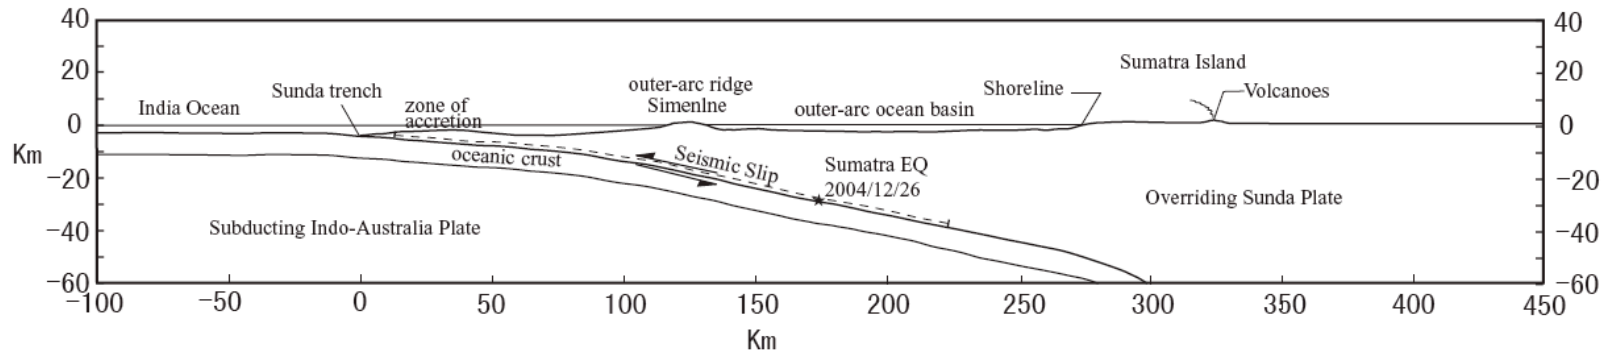 40
40
20
20
0
0
−20
−20
−40
−40
−60
−60
Km
India Ocean
Sunda trench
zone of
accretion
outer-arc ridge
Simenlne
outer-arc ocean basin
Shoreline
Sumatra Island
Volcanoes
oceanic crust
Seismic Slip
Sumatra EQ
2004/12/26
Overriding Sunda Plate
Subducting Indo-Australia Plate
−100 −50 0 50 100 150 200 250 300 350 400 450
Km